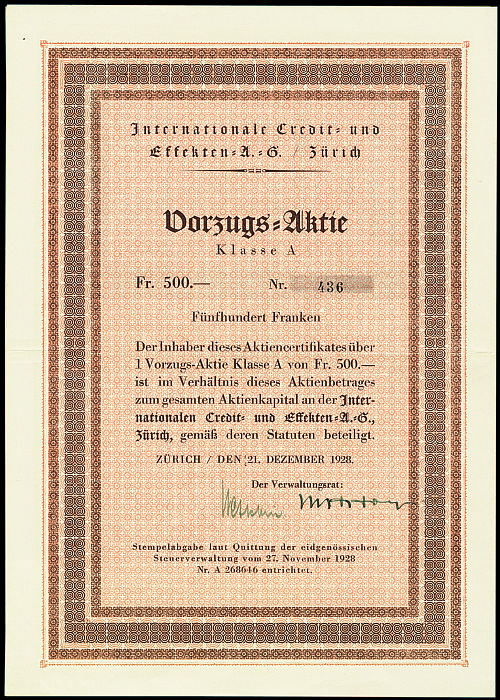 Internationale Credit= und
Effekten=A.=G. / Zürich
Vorzugs=Aktie
Klasse A
Fr. 500.— Nr. 436
Fünfhundert Franken
Der Inhaber dieses Aktiencertifikates über
1 Vorzugs-Aktie Klasse A von Fr. 500.—
ist im Verhältnis dieses Aktienbetrages
zum gesamten Aktienkapital an der Inter-
nationalen Credit= und Effekten=A.=G.,
Zürich, gemäß deren Statuten beteiligt.
ZÜRICH / DEN 21. DEZEMBER 1928.
Der Verwaltungsrat:
Stempelabgabe laut Quittung der eidgenössischen
Steuerverwaltung vom 27. November 1928
Nr. A 268646 entrichtet.